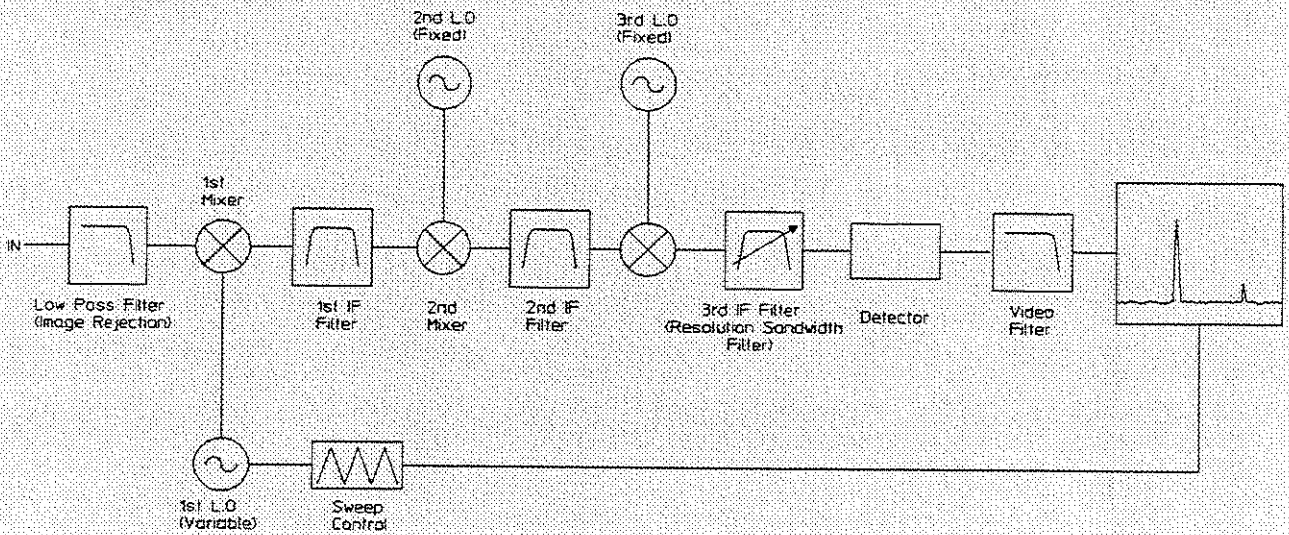 2nd L.O
(Fixed)
3rd L.O
(Fixed)
1st
Mixer
IN
Low Pass Filter
(Image Rejection)
1st IF
Filter
2nd
Mixer
2nd IF
Filter
3rd IF Filter
(Resolution Sandwidth
Filter)
Detector
Video
Filter
1st L.O
(Variable)
Sweep
Control